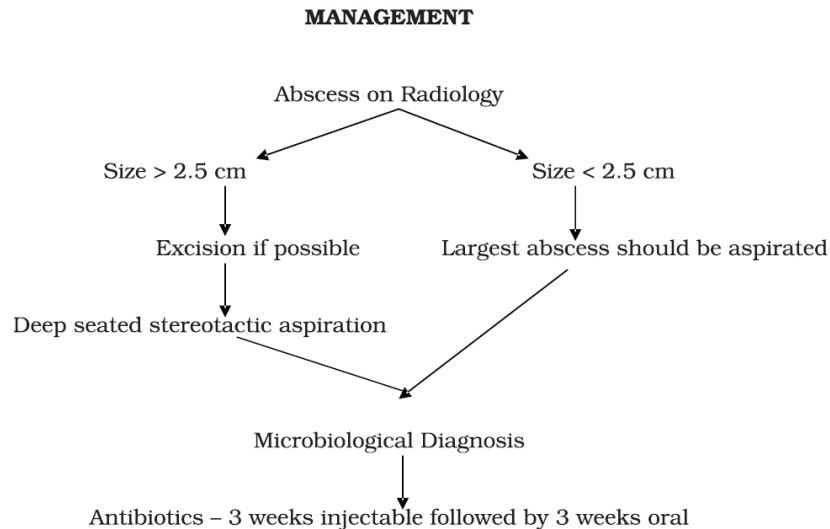 MANAGEMENT
Abscess on Radiology
Size > 2.5 cm
Size < 2.5 cm
Excision if possible
Largest abscess should be aspirated
Deep seated stereotactic aspiration
Microbiological Diagnosis
Antibiotics – 3 weeks injectable followed by 3 weeks oral